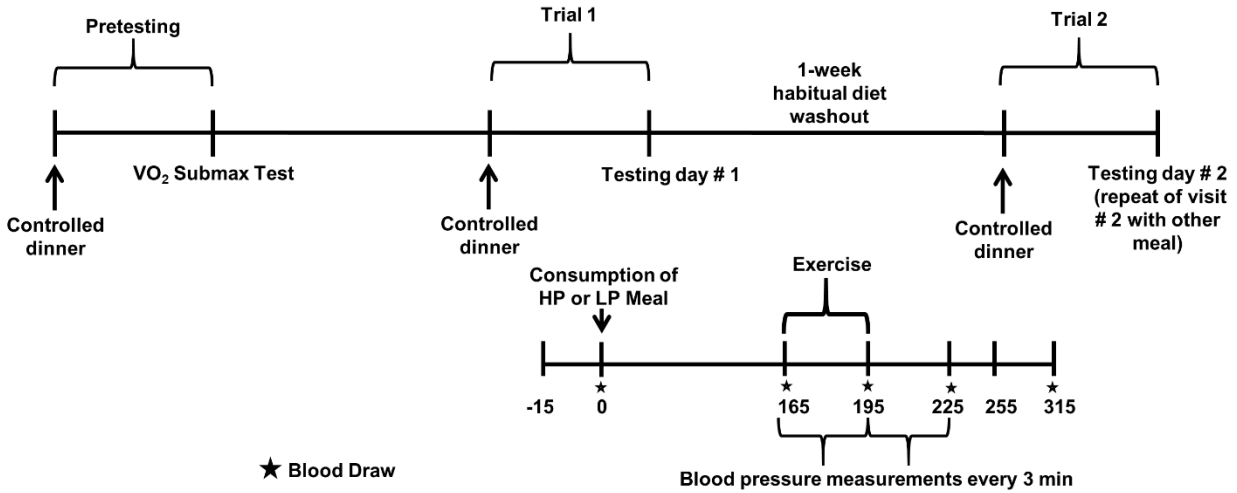 Pretesting
Trial 1
Trial 2
1-week
habitual diet
washout
VO₂ Submax Test
Testing day # 1
Testing day # 2
(repeat of visit
# 2 with other
meal)
Controlled
dinner
Controlled
dinner
Controlled
dinner
Consumption of
HP or LP Meal
Exercise
-15 0 165 195 225 255 315
Blood pressure measurements every 3 min
★ Blood Draw